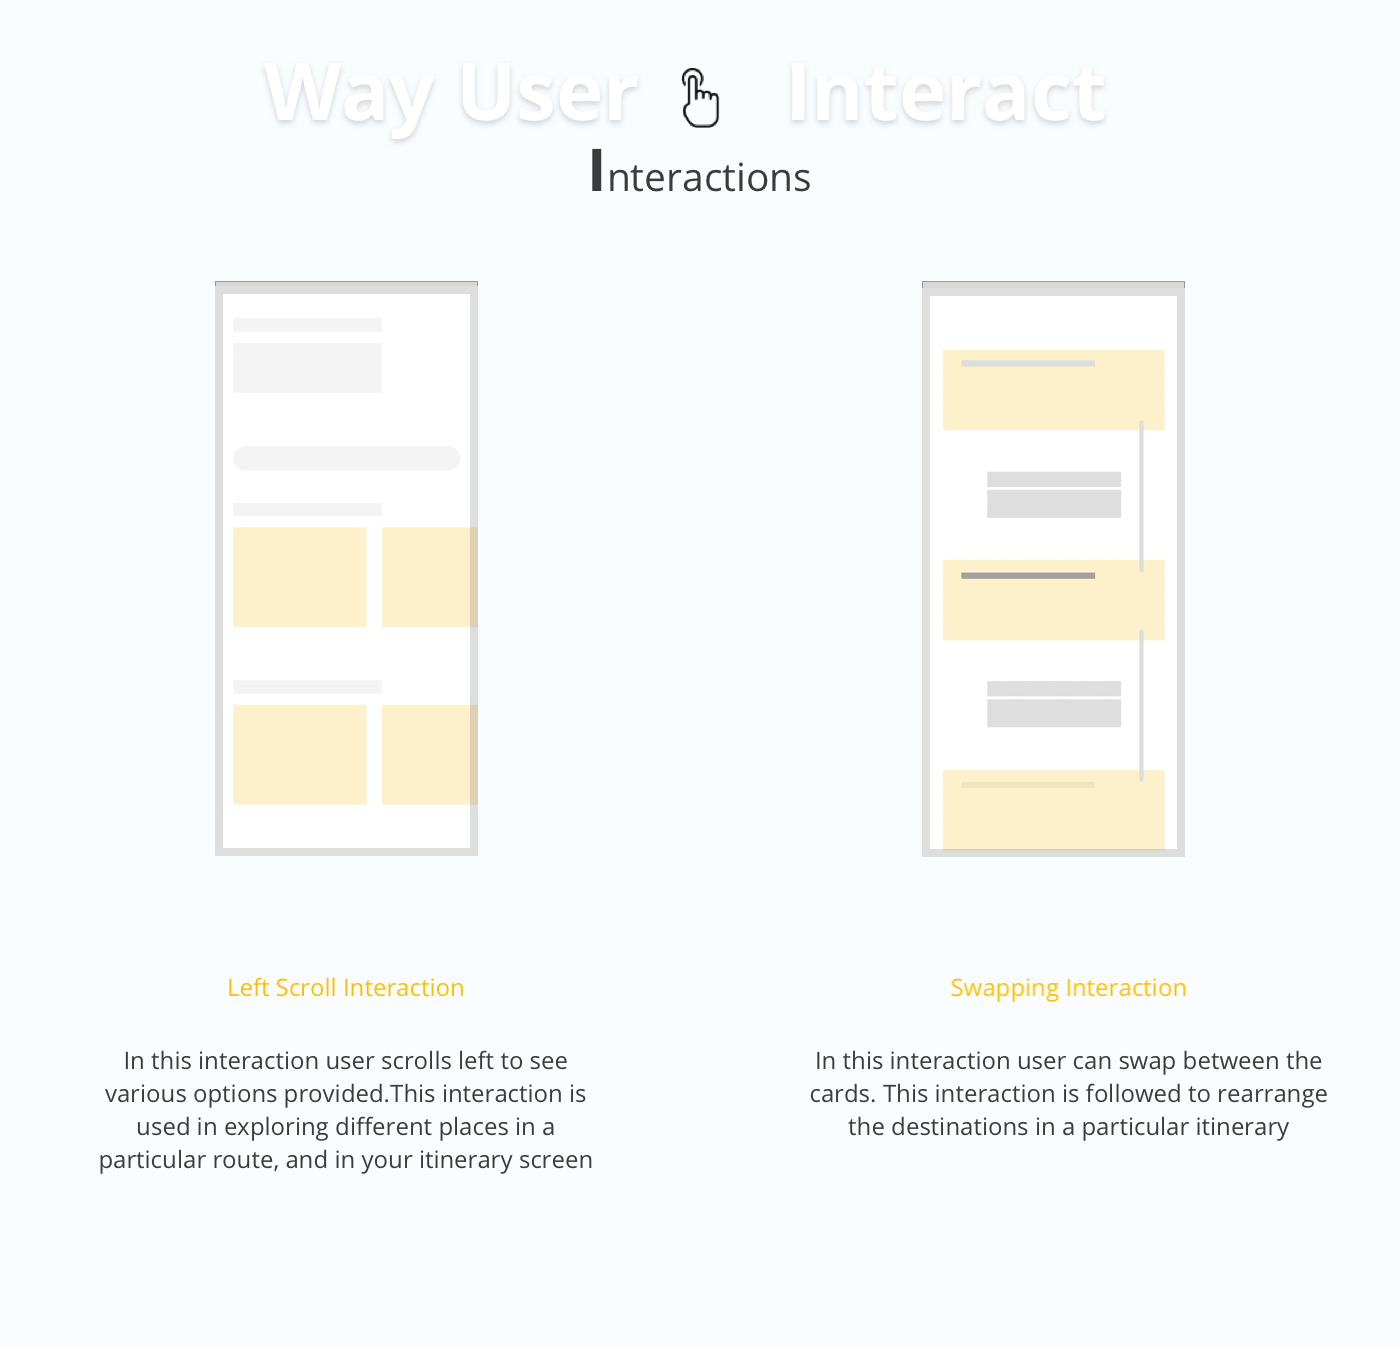 Way User Interact
Interactions
Left Scroll Interaction
In this interaction user scrolls left to see
various options provided.This interaction is
used in exploring different places in a
particular route, and in your itinerary screen
Swapping Interaction
In this interaction user can swap between the
cards. This interaction is followed to rearrange
the destinations in a particular itinerary